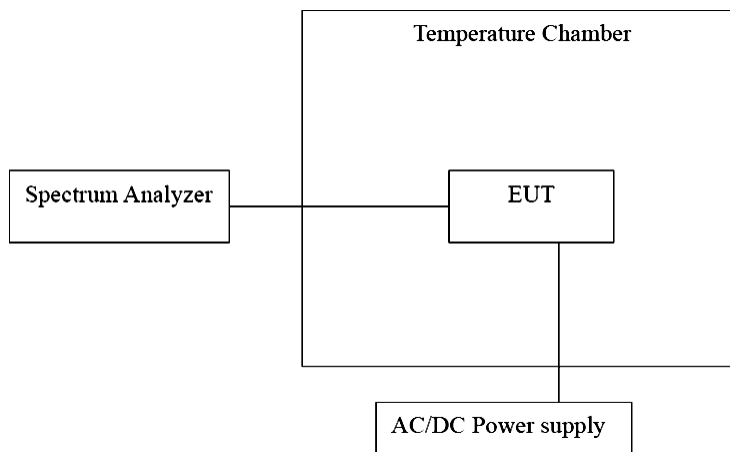 Temperature Chamber
Spectrum Analyzer
EUT
AC/DC Power supply